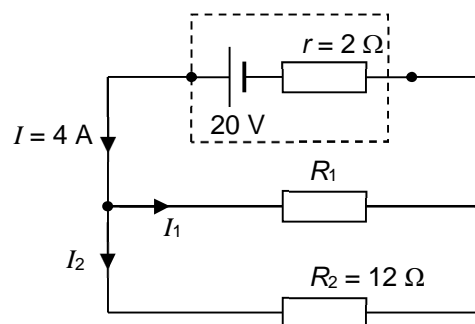 r = 2 Ω
20 V
I = 4 A
R₁
I₁
I₂
R₂ = 12 Ω